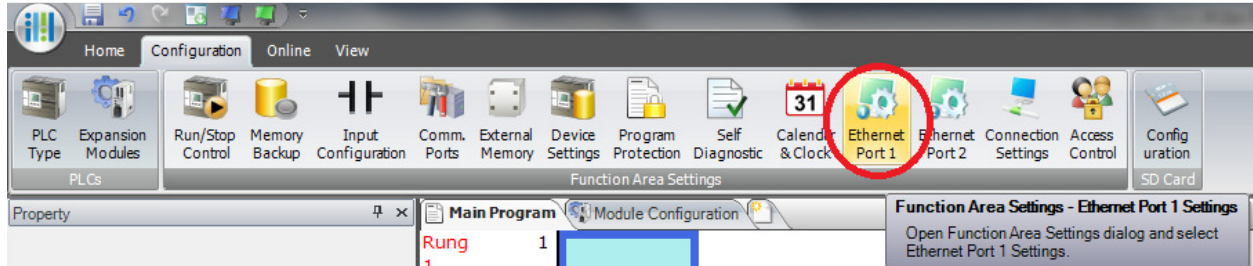 Home Configuration Online View
PLC Type
Expansion Modules
Run/Stop Control
Memory Backup
Input Configuration
Comm. Ports
External Memory
Device Settings
Program Protection
Self Diagnostic
Calendar & Clock
Ethernet Port 1
Ethernet Port 2
Connection Settings
Access Control
Config uration
31
PLCs
Function Area Settings
SD Card
Property
Main Program
Module Configuration
Rung 1
1
Function Area Settings - Ethernet Port 1 Settings
Open Function Area Settings dialog and select
Ethernet Port 1 Settings.